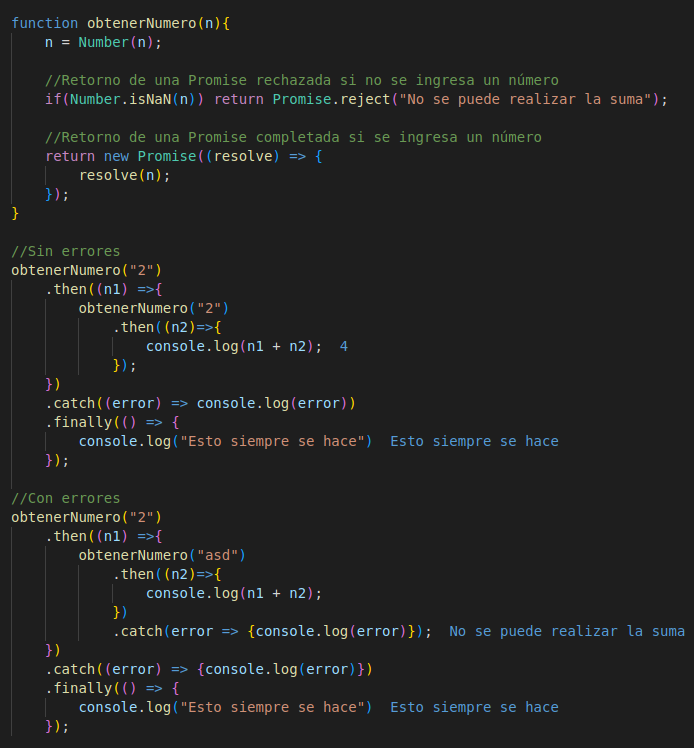 function obtenerNumero(n){
    n = Number(n);

    //Retorno de una Promise rechazada si no se ingresa un número
    if(Number.isNaN(n)) return Promise.reject("No se puede realizar la suma");

    //Retorno de una Promise completada si se ingresa un número
    return new Promise((resolve) => {
        resolve(n);
    });
}

//Sin errores
obtenerNumero("2")
    .then((n1) =>{
        obtenerNumero("2")
            .then((n2)=>{
                console.log(n1 + n2);  4
            });
    })
    .catch((error) => console.log(error))
    .finally(() => {
        console.log("Esto siempre se hace")  Esto siempre se hace
    });

//Con errores
obtenerNumero("2")
    .then((n1) =>{
        obtenerNumero("asd")
            .then((n2)=>{
                console.log(n1 + n2);
            })
            .catch(error => {console.log(error)});  No se puede realizar la suma
    })
    .catch((error) => {console.log(error)})
    .finally(() => {
        console.log("Esto siempre se hace")  Esto siempre se hace
    });